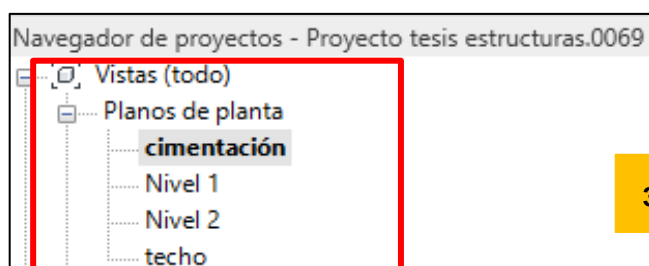 Navegador de proyectos - Proyecto tesis estructuras.0069
Vistas (todo)
Planos de planta
cimentación
Nivel 1
Nivel 2
techo